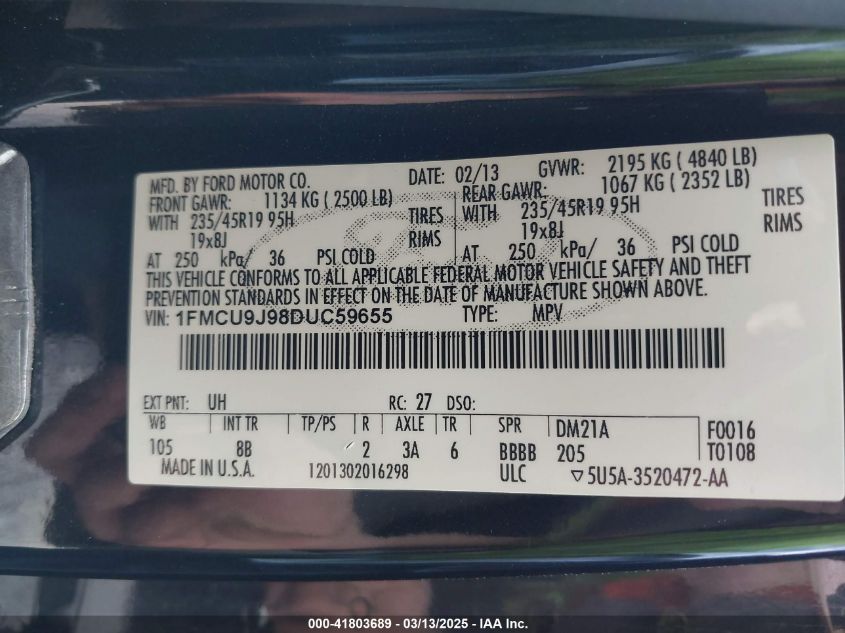 MFD. BY FORD MOTOR CO. DATE: 02/13 GVWR: 2195 KG ( 4840 LB)
FRONT GAWR: 1134 KG ( 2500 LB) REAR GAWR: 1067 KG ( 2352 LB)
WITH 235/45R19 95H TIRES WITH 235/45R19 95H TIRES
19x8J RIMS 19x8J RIMS
AT 250 kPa/ 36 PSI COLD AT 250 kPa/ 36 PSI COLD
THIS VEHICLE CONFORMS TO ALL APPLICABLE FEDERAL MOTOR VEHICLE SAFETY AND THEFT
PREVENTION STANDARDS IN EFFECT ON THE DATE OF MANUFACTURE SHOWN ABOVE.
VIN: 1FMCU9J98DUC59655 TYPE: MPV
EXT PNT: UH RC: 27 DSO:
WB INT TR TP/PS R AXLE TR SPR DM21A F0016
105 8B 2 3A 6 BBBB 205 T0108
MADE IN U.S.A. 1201302016298 ULC ▽5U5A-3520472-AA
000-41803689 - 03/13/2025 - IAA Inc.